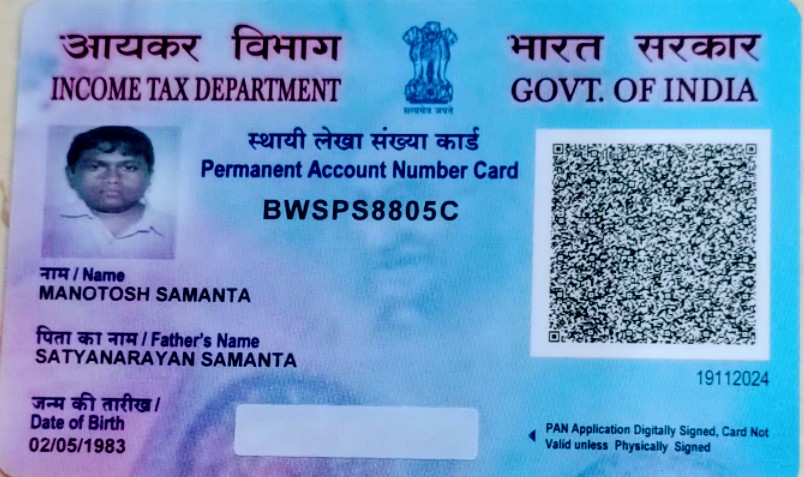 आयकर विभाग
INCOME TAX DEPARTMENT
सत्यमेव जयते
भारत सरकार
GOVT. OF INDIA
स्थायी लेखा संख्या कार्ड
Permanent Account Number Card
BWSPS8805C
नाम / Name
MANOTOSH SAMANTA
पिता का नाम / Father's Name
SATYANARAYAN SAMANTA
जन्म की तारीख /
Date of Birth
02/05/1983
19112024
PAN Application Digitally Signed, Card Not
Valid unless Physically Signed